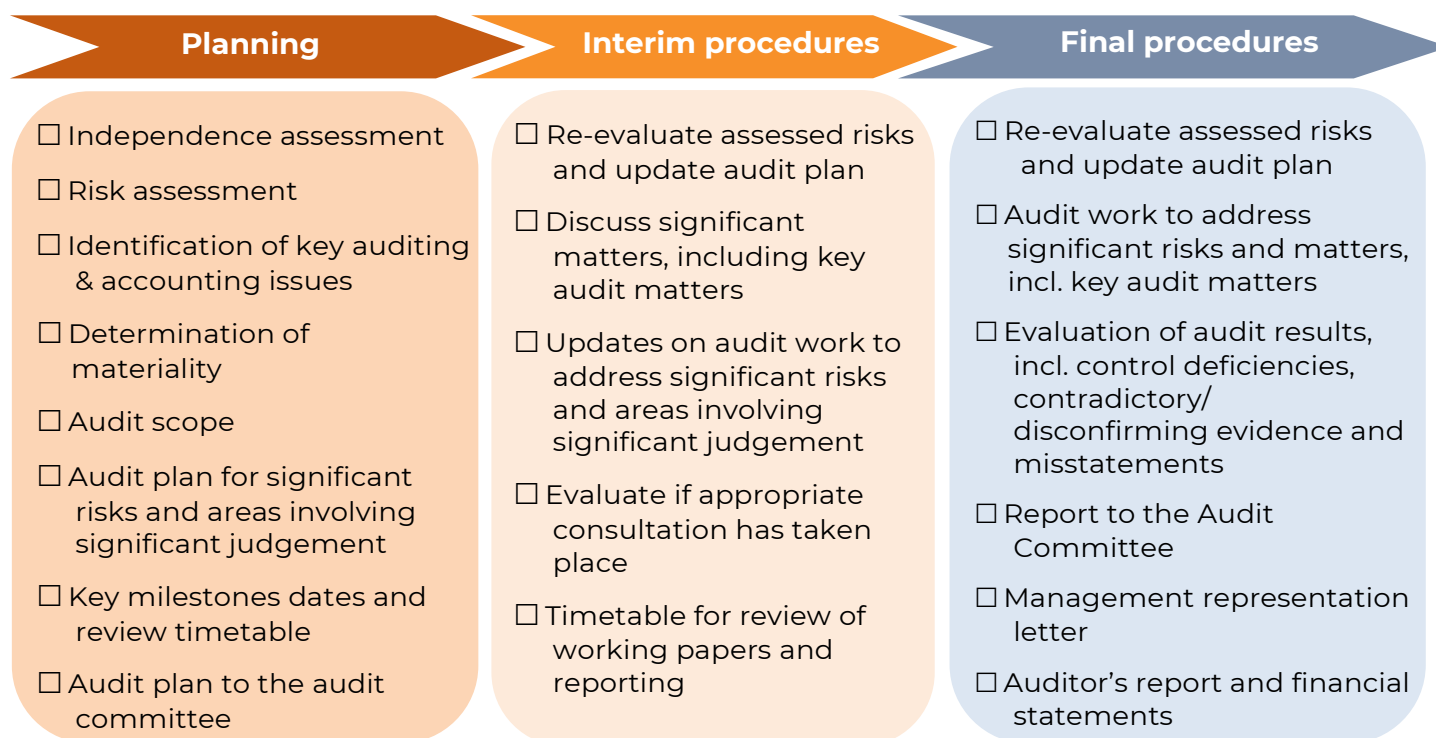 Planning
Interim procedures
Final procedures
☐ Independence assessment
☐ Risk assessment
☐ Identification of key auditing
& accounting issues
☐ Determination of
materiality
☐ Audit scope
☐ Audit plan for significant
risks and areas involving
significant judgement
☐ Key milestones dates and
review timetable
☐ Audit plan to the audit
committee
☐ Re-evaluate assessed risks
and update audit plan
☐ Discuss significant
matters, including key
audit matters
☐ Updates on audit work to
address significant risks
and areas involving
significant judgement
☐ Evaluate if appropriate
consultation has taken
place
☐ Timetable for review of
working papers and
reporting
☐ Re-evaluate assessed risks
and update audit plan
☐ Audit work to address
significant risks and matters,
incl. key audit matters
☐ Evaluation of audit results,
incl. control deficiencies,
contradictory/
disconfirming evidence and
misstatements
☐ Report to the Audit
Committee
☐ Management representation
letter
☐ Auditor’s report and financial
statements